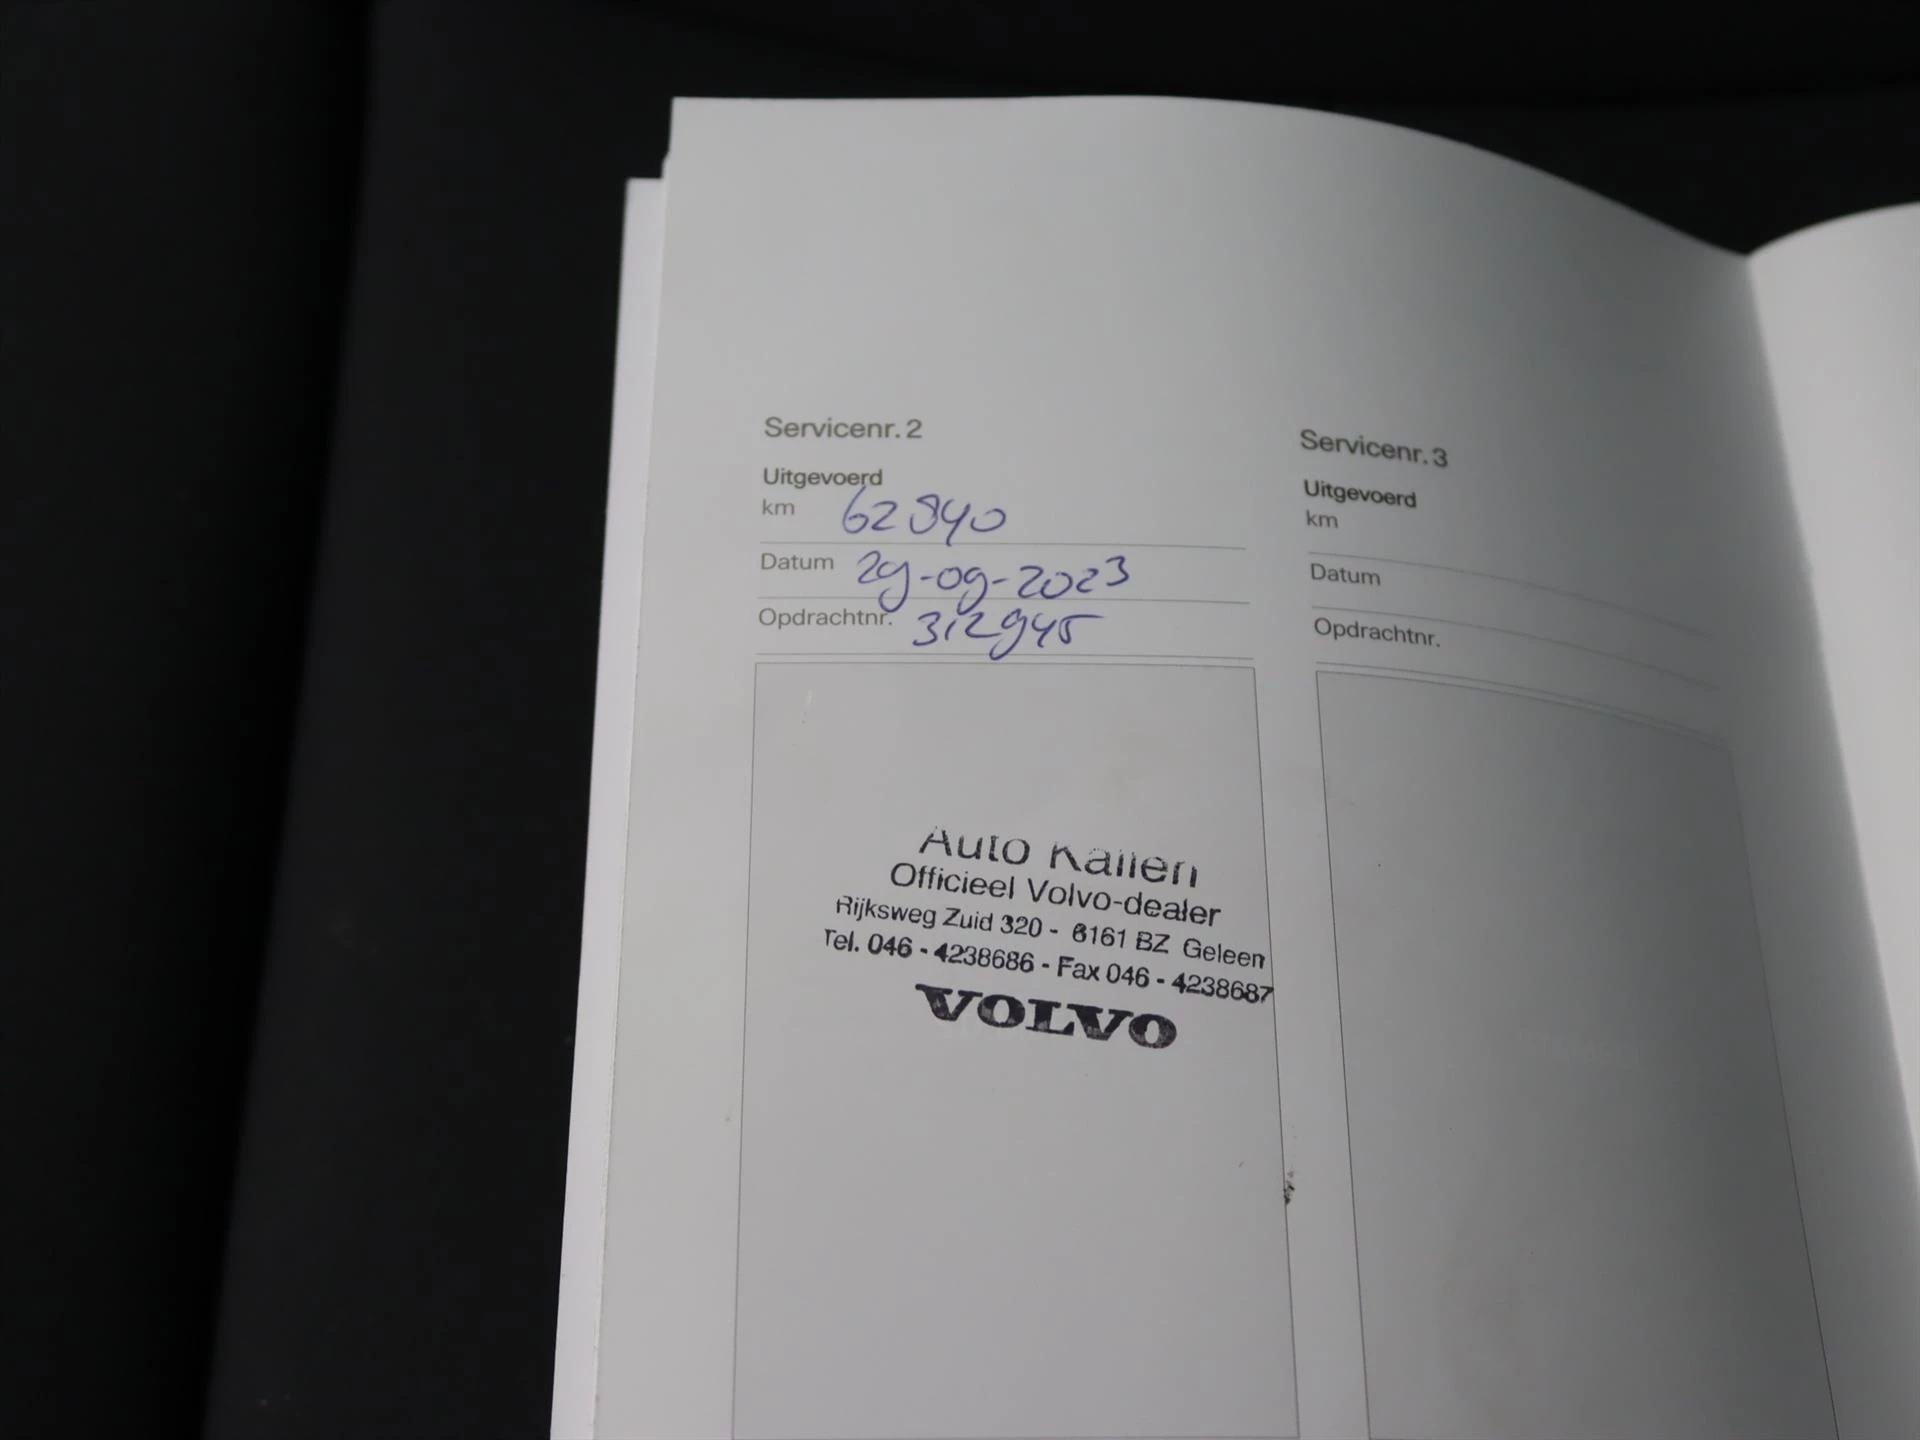 Servicenr. 2
Uitgevoerd
km 62840
Datum 29-09-2023
Opdrachtnr. 312945
Auto Kallen
Officieel Volvo-dealer
Rijksweg Zuid 320 - 6161 BZ Geleen
Tel. 046 - 4238686 - Fax 046 - 4238687
VOLVO
Servicenr. 3
Uitgevoerd
km
Datum
Opdrachtnr.